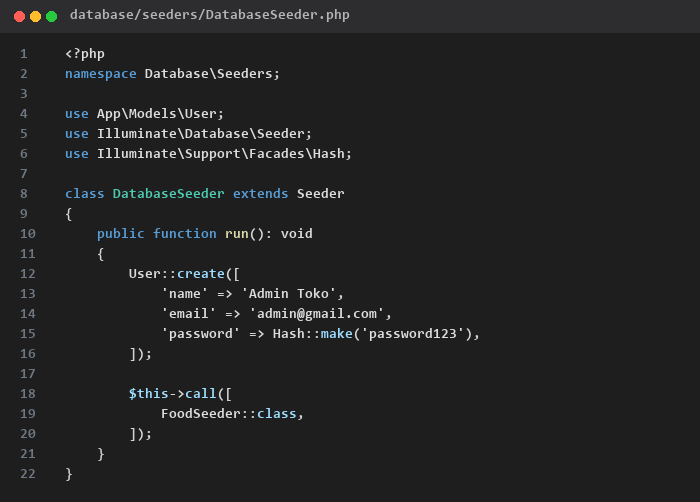 database/seeders/DatabaseSeeder.php
1 <?php
2 namespace Database\Seeders;
3
4 use App\Models\User;
5 use Illuminate\Database\Seeder;
6 use Illuminate\Support\Facades\Hash;
7
8 class DatabaseSeeder extends Seeder
9 {
10     public function run(): void
11     {
12         User::create([
13             'name' => 'Admin Toko',
14             'email' => 'admin@gmail.com',
15             'password' => Hash::make('password123'),
16         ]);
17
18         $this->call([
19             FoodSeeder::class,
20         ]);
21     }
22 }